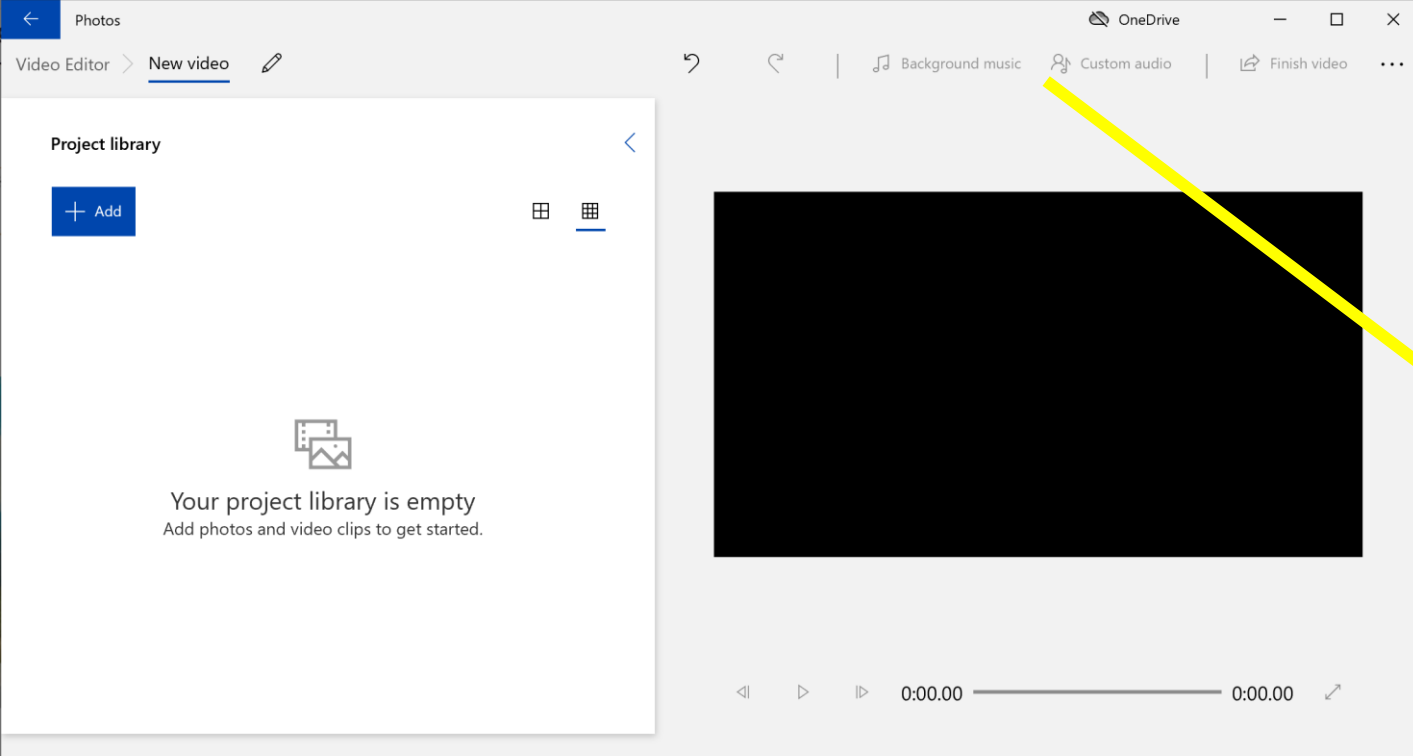 Photos
OneDrive
Video Editor
New video
Background music
Custom audio
Finish video
Project library
Add
Your project library is empty
Add photos and video clips to get started.
0:00.00
0:00.00